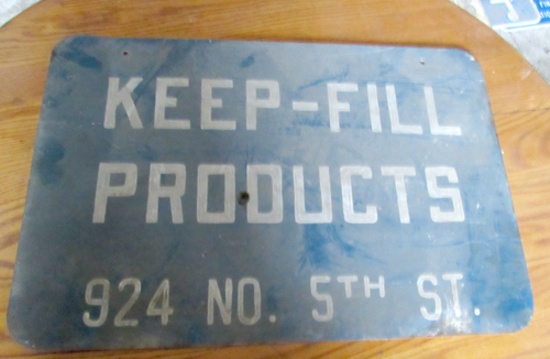 KEEP-FILL
PRODUCTS
924 NO. 5TH ST.